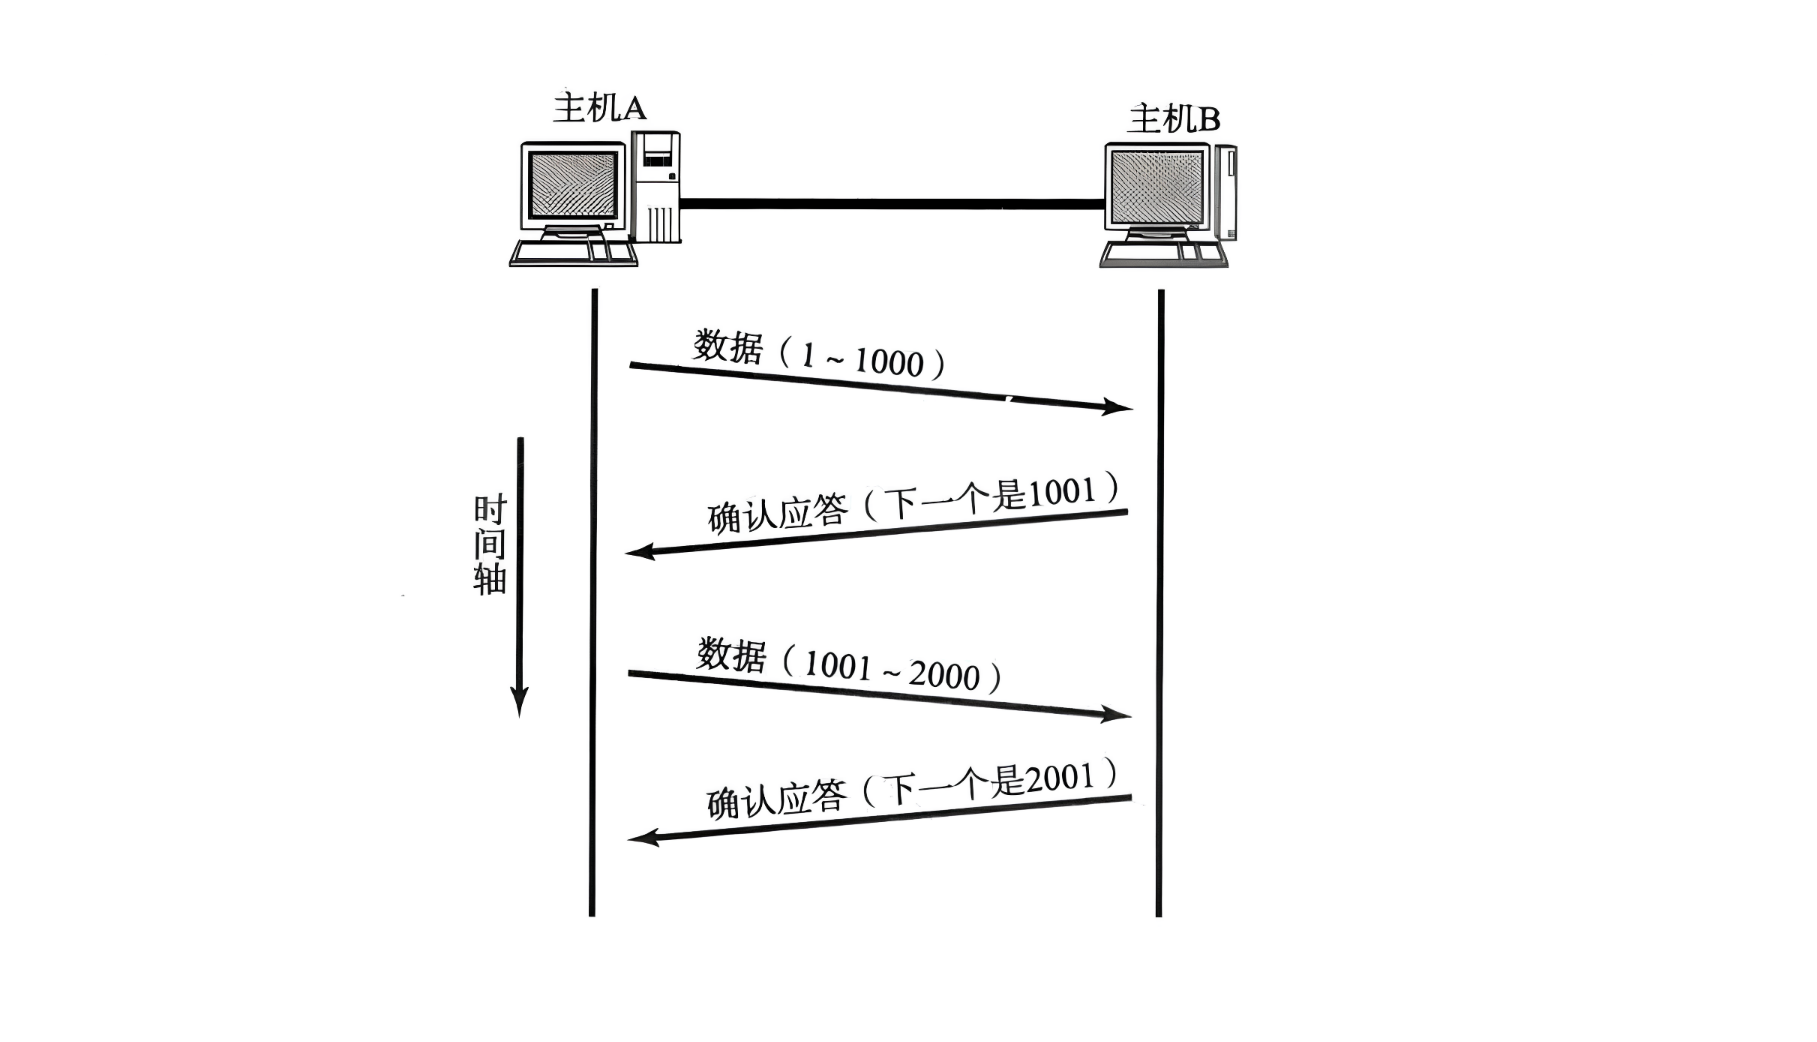 主机A
主机B
数据（1～1000）
确认应答（下一个是1001）
时间轴
数据（1001～2000）
确认应答（下一个是2001）